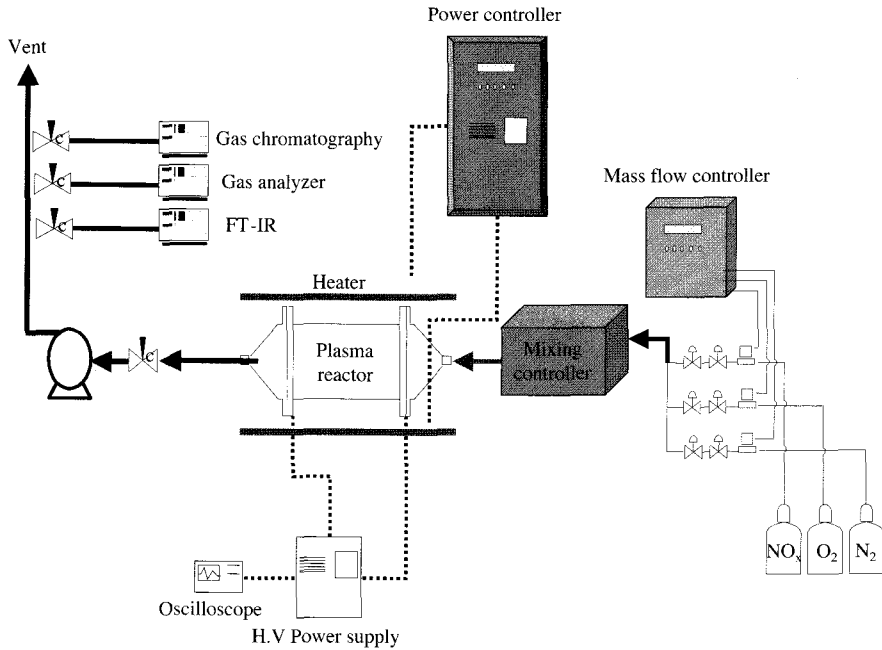 Power controller
Vent
Gas chromatography
Gas analyzer
FT-IR
Mass flow controller
Heater
Plasma
reactor
Mixing
controller
C
C
C
C
NOx
O2
N2
Oscilloscope
H.V Power supply